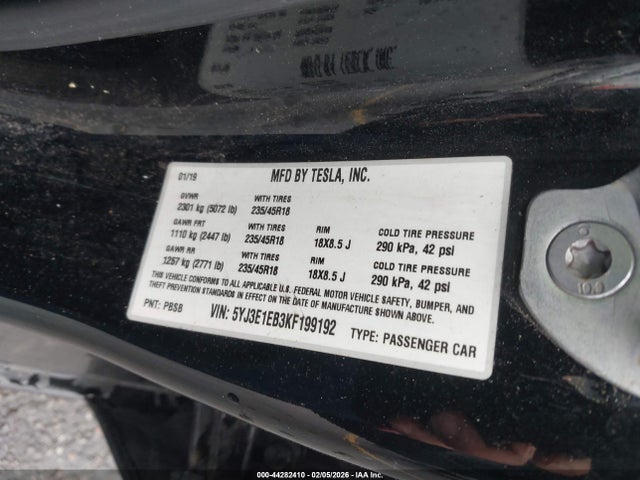 MFD BY TESLA, INC.
01/19
GVWR WITH TIRES
2301 kg (5072 lb) 235/45R18
GAWR FRT WITH TIRES RIM COLD TIRE PRESSURE
1110 kg (2447 lb) 235/45R18 18X8.5 J 290 kPa, 42 psi
GAWR RR WITH TIRES RIM COLD TIRE PRESSURE
1257 kg (2771 lb) 235/45R18 18X8.5 J 290 kPa, 42 psi
THIS VEHICLE CONFORMS TO ALL APPLICABLE U.S. FEDERAL MOTOR VEHICLE SAFETY, BUMPER, AND
THEFT PREVENTION STANDARDS IN EFFECT ON THE DATE OF MANUFACTURE SHOWN ABOVE.
PNT: PBSB VIN: 5YJ3E1EB3KF199192 TYPE: PASSENGER CAR
10.9
000-44282410 - 02/05/2026 - IAAI.COM